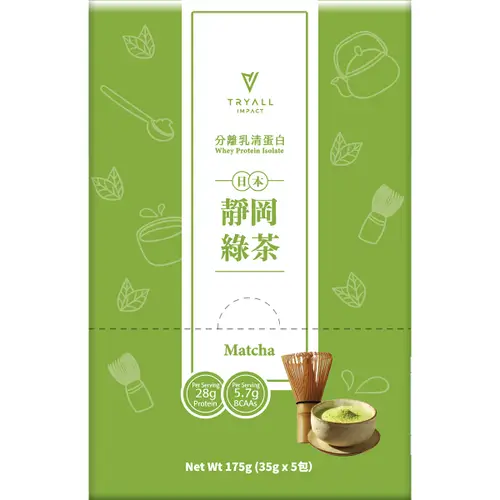 TRYALL
IMPACT
分離乳清蛋白
Whey Protein Isolate
日本
靜岡
綠茶
Matcha
Per Serving
28g
Protein
Per Serving
5.7g
BCAAs
Net Wt 175g (35g x 5包)